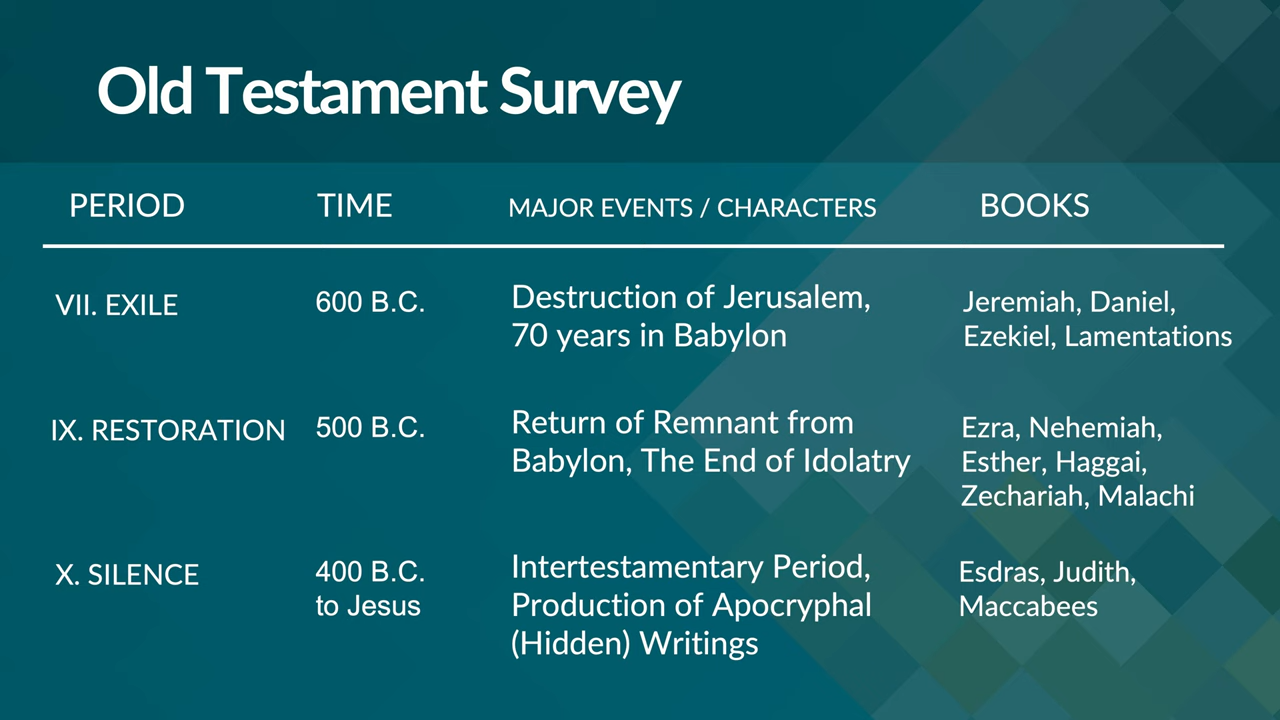 Old Testament Survey
PERIOD TIME MAJOR EVENTS / CHARACTERS BOOKS
VII. EXILE 600 B.C. Destruction of Jerusalem, Jeremiah, Daniel,
70 years in Babylon Ezekiel, Lamentations
IX. RESTORATION 500 B.C. Return of Remnant from Ezra, Nehemiah,
Babylon, The End of Idolatry Esther, Haggai,
Zechariah, Malachi
X. SILENCE 400 B.C. Intertestamentary Period, Esdras, Judith,
to Jesus Production of Apocryphal Maccabees
(Hidden) Writings